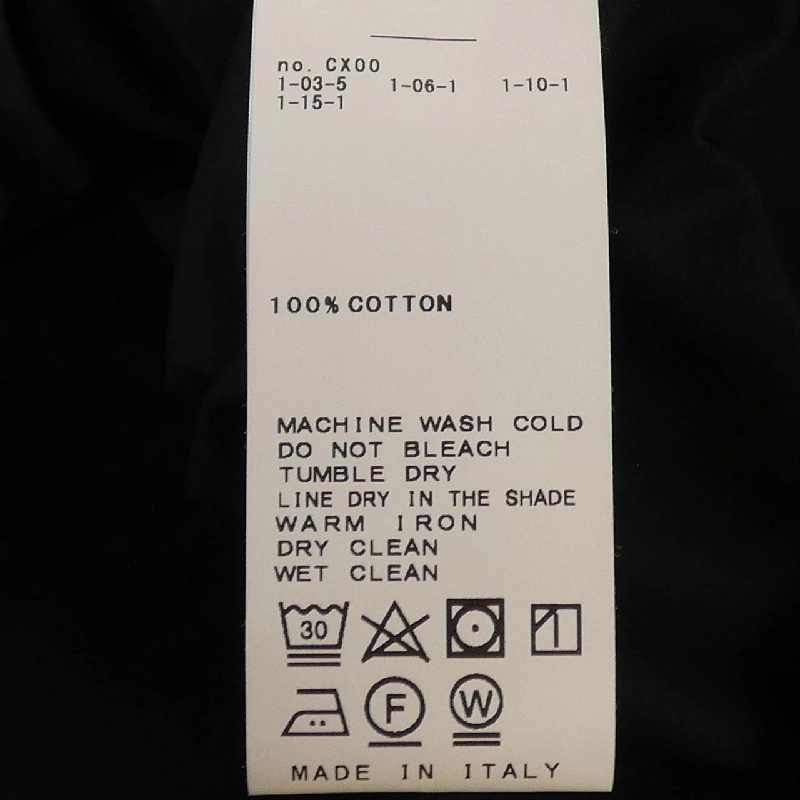 no. CX00
1-03-5 1-06-1 1-10-1
1-15-1
100% COTTON
MACHINE WASH COLD
DO NOT BLEACH
TUMBLE DRY
LINE DRY IN THE SHADE
WARM IRON
DRY CLEAN
WET CLEAN
30
F W
MADE IN ITALY